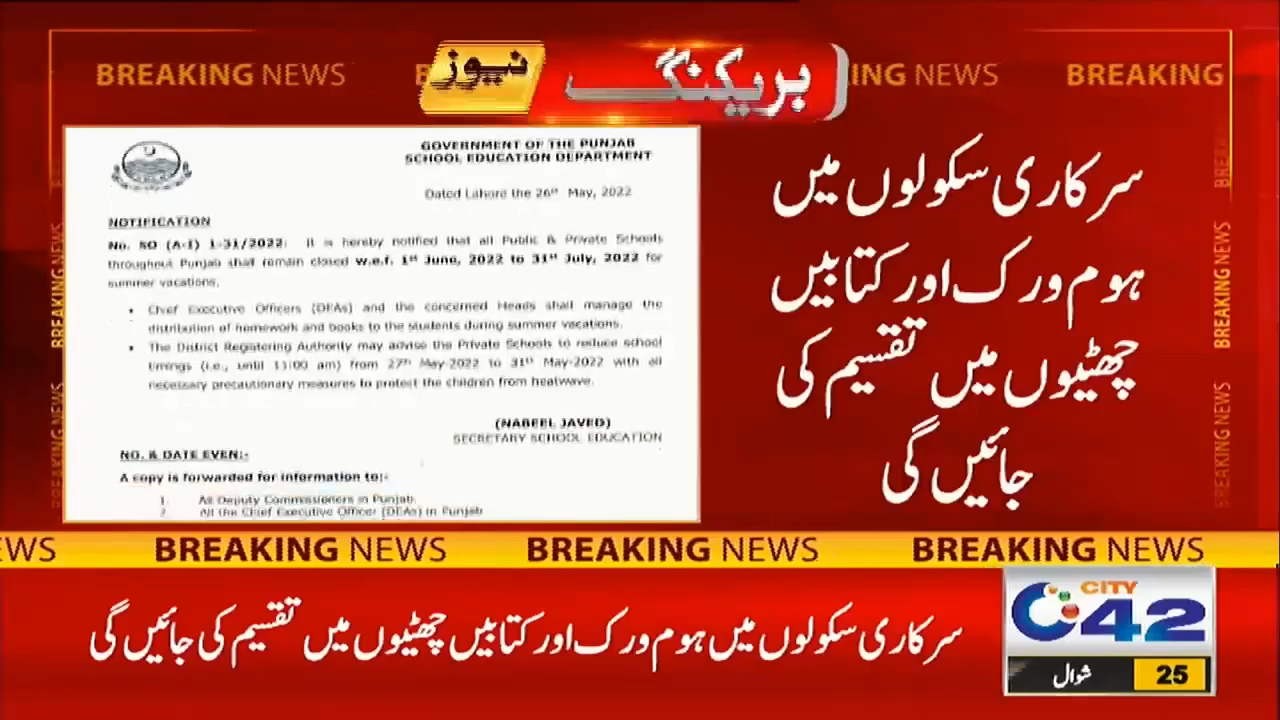 BREAKING NEWS
بریکنگ
نیوز
ING NEWS
BREAKING
GOVERNMENT OF THE PUNJAB
SCHOOL EDUCATION DEPARTMENT
Dated Lahore the 26th May, 2022
NOTIFICATION
No. SO (A-I) 1-31/2022: It is hereby notified that all Public & Private Schools
throughout Punjab shall remain closed w.e.f. 1st June, 2022 to 31st July, 2022 for
summer vacations.
• Chief Executive Officers (DEAs) and the concerned Heads shall manage the
distribution of homework and books to the students during summer vacations.
• The District Registering Authority may advise the Private Schools to reduce school
timings (i.e., until 11:00 am) from 27th May-2022 to 31st May-2022 with all
necessary precautionary measures to protect the children from heatwave.
(NABEEL JAVED)
SECRETARY SCHOOL EDUCATION
NO. & DATE EVEN:-
A copy is forwarded for information to:-
1. All Deputy Commissioners in Punjab.
2. All the Chief Executive Officer (DEAs) in Punjab
سرکاری سکولوں میں
ہوم ورک اور کتابیں
چھٹیوں میں تقسیم کی
جائیں گی
BREAKING NEWS
BREAKING NEWS
BREAKING NEWS
BREAKING NEWS
EWS BREAKING NEWS BREAKING NEWS BREAKING NEWS
سرکاری سکولوں میں ہوم ورک اور کتابیں چھٹیوں میں تقسیم کی جائیں گی
CITY
42
شوال 25